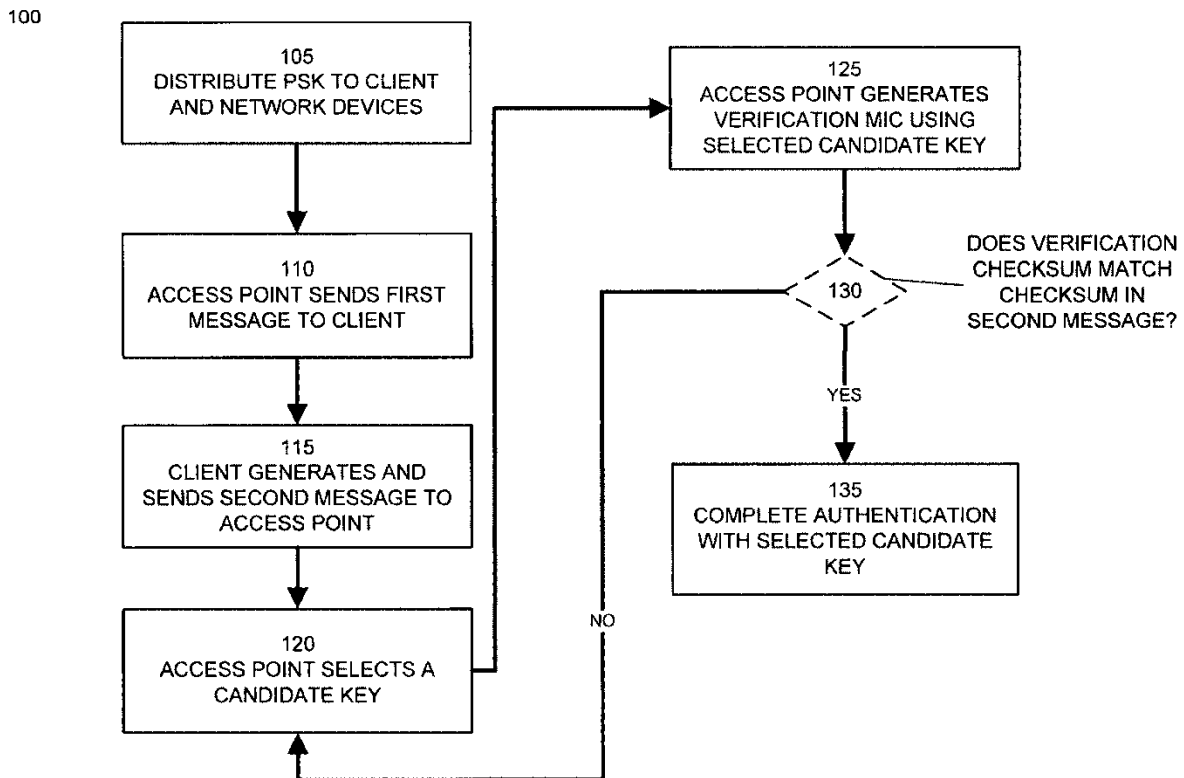 100
105
DISTRIBUTE PSK TO CLIENT
AND NETWORK DEVICES
110
ACCESS POINT SENDS FIRST
MESSAGE TO CLIENT
115
CLIENT GENERATES AND
SENDS SECOND MESSAGE TO
ACCESS POINT
120
ACCESS POINT SELECTS A
CANDIDATE KEY
125
ACCESS POINT GENERATES
VERIFICATION MIC USING
SELECTED CANDIDATE KEY
130
DOES VERIFICATION
CHECKSUM MATCH
CHECKSUM IN
SECOND MESSAGE?
YES
NO
135
COMPLETE AUTHENTICATION
WITH SELECTED CANDIDATE
KEY